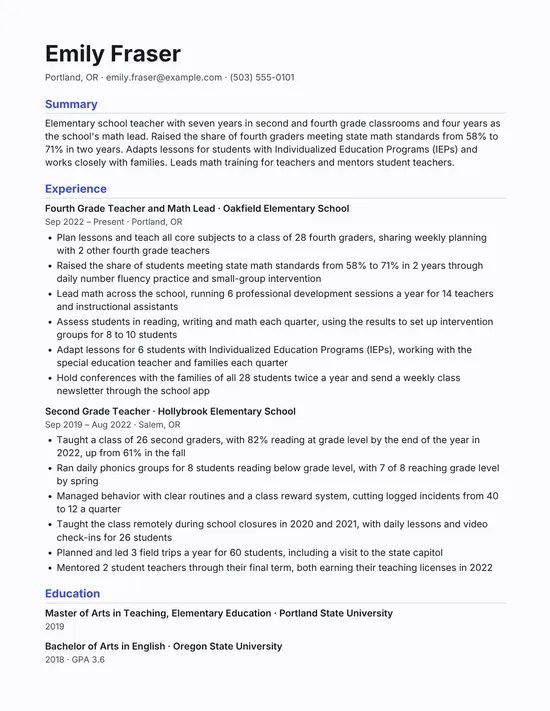 Emily Fraser
Portland, OR · emily.fraser@example.com · (503) 555-0101
Summary
Elementary school teacher with seven years in second and fourth grade classrooms and four years as
the school's math lead. Raised the share of fourth graders meeting state math standards from 58% to
71% in two years. Adapts lessons for students with Individualized Education Programs (IEPs) and
works closely with families. Leads math training for teachers and mentors student teachers.
Experience
Fourth Grade Teacher and Math Lead · Oakfield Elementary School
Sep 2022 – Present · Portland, OR
• Plan lessons and teach all core subjects to a class of 28 fourth graders, sharing weekly planning
with 2 other fourth grade teachers
• Raised the share of students meeting state math standards from 58% to 71% in 2 years through
daily number fluency practice and small-group intervention
• Lead math across the school, running 6 professional development sessions a year for 14 teachers
and instructional assistants
• Assess students in reading, writing and math each quarter, using the results to set up intervention
groups for 8 to 10 students
• Adapt lessons for 6 students with Individualized Education Programs (IEPs), working with the
special education teacher and families each quarter
• Hold conferences with the families of all 28 students twice a year and send a weekly class
newsletter through the school app
Second Grade Teacher · Hollybrook Elementary School
Sep 2019 – Aug 2022 · Salem, OR
• Taught a class of 26 second graders, with 82% reading at grade level by the end of the year in
2022, up from 61% in the fall
• Ran daily phonics groups for 8 students reading below grade level, with 7 of 8 reaching grade level
by spring
• Managed behavior with clear routines and a class reward system, cutting logged incidents from 40
to 12 a quarter
• Taught the class remotely during school closures in 2020 and 2021, with daily lessons and video
check-ins for 26 students
• Planned and led 3 field trips a year for 60 students, including a visit to the state capitol
• Mentored 2 student teachers through their final term, both earning their teaching licenses in 2022
Education
Master of Arts in Teaching, Elementary Education · Portland State University
2019
Bachelor of Arts in English · Oregon State University
2018 · GPA 3.6